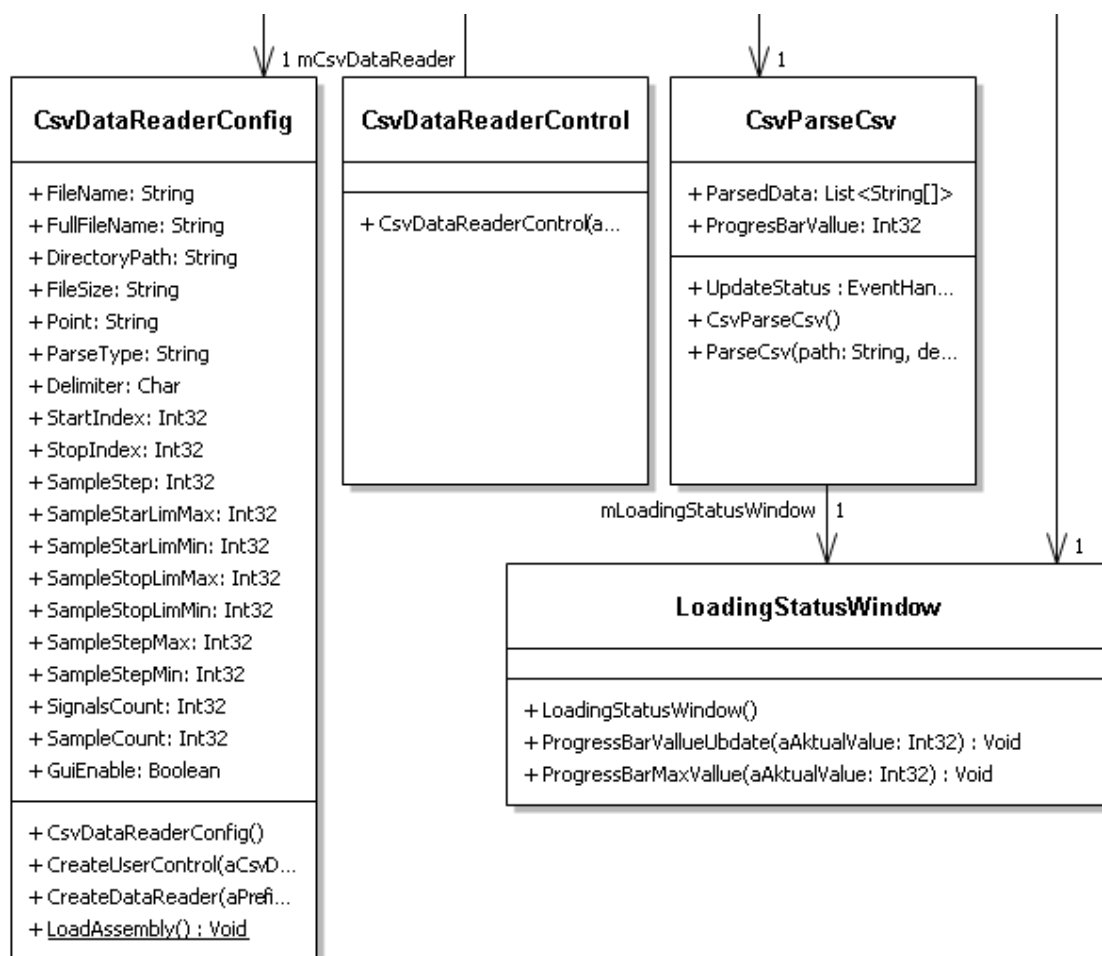 1 mCsvDataReader
1
CsvDataReaderConfig
+ FileName: String
+ FullFileName: String
+ DirectoryPath: String
+ FileSize: String
+ Point: String
+ ParseType: String
+ Delimiter: Char
+ StartIndex: Int32
+ StopIndex: Int32
+ SampleStep: Int32
+ SampleStarLimMax: Int32
+ SampleStarLimMin: Int32
+ SampleStopLimMax: Int32
+ SampleStopLimMin: Int32
+ SampleStepMax: Int32
+ SampleStepMin: Int32
+ SignalsCount: Int32
+ SampleCount: Int32
+ GuiEnable: Boolean
+ CsvDataReaderConfig()
+ CreateUserControl(aCsvD...
+ CreateDataReader(aPrefi...
+ LoadAssembly() : Void
CsvDataReaderControl
+ CsvDataReaderControl(a...
CsvParseCsv
+ ParsedData: List<String[]>
+ ProgresBarVallue: Int32
+ UpdateStatus : EventHan...
+ CsvParseCsv()
+ ParseCsv(path: String, de...
mLoadingStatusWindow 1
1
LoadingStatusWindow
+ LoadingStatusWindow()
+ ProgressBarVallueUbdate(aAktualValue: Int32) : Void
+ ProgressBarMaxVallue(aAktualValue: Int32) : Void